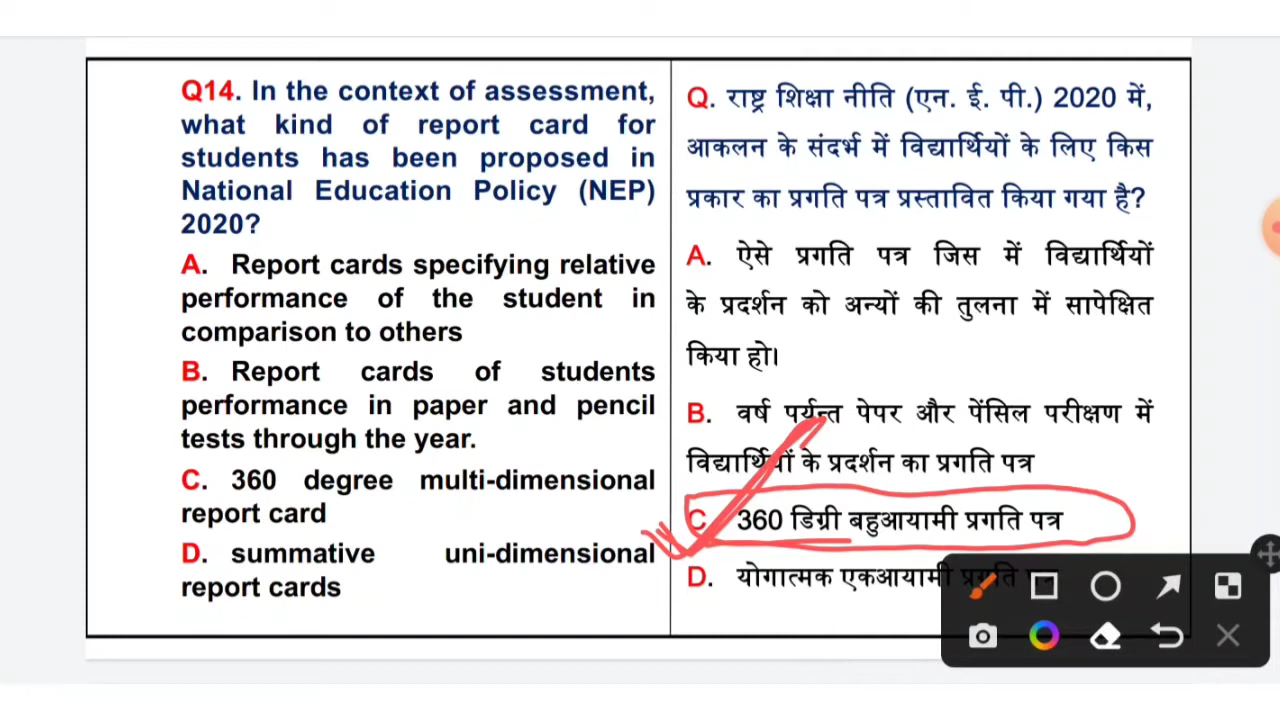 Q14. In the context of assessment,
what kind of report card for
students has been proposed in
National Education Policy (NEP)
2020?
A. Report cards specifying relative
performance of the student in
comparison to others
B. Report cards of students
performance in paper and pencil
tests through the year.
C. 360 degree multi-dimensional
report card
D. summative uni-dimensional
report cards
Q. राष्ट्र शिक्षा नीति (एन. ई. पी.) 2020 में,
आकलन के संदर्भ में विद्यार्थियों के लिए किस
प्रकार का प्रगति पत्र प्रस्तावित किया गया है?
A. ऐसे प्रगति पत्र जिस में विद्यार्थियों
के प्रदर्शन को अन्यों की तुलना में सापेक्षित
किया हो।
B. वर्ष पर्यन्त पेपर और पेंसिल परीक्षण में
विद्यार्थियों के प्रदर्शन का प्रगति पत्र
C 360 डिग्री बहुआयामी प्रगति पत्र
D. योगात्मक एकआयामी प्रगति पत्र